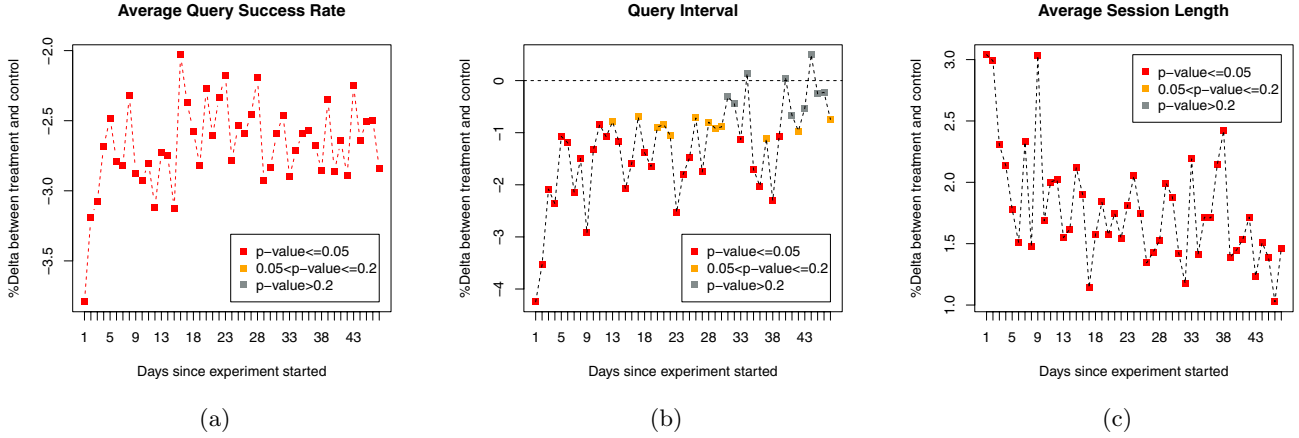 Average Query Success Rate
%Delta between treatment and control
-2.0
-2.5
-3.0
-3.5
p-value<=0.05
0.05<p-value<=0.2
p-value>0.2
1 5 9 13 18 23 28 33 38 43
Days since experiment started
(a)
Query Interval
%Delta between treatment and control
0
-1
-2
-3
-4
p-value<=0.05
0.05<p-value<=0.2
p-value>0.2
1 5 9 13 18 23 28 33 38 43
Days since experiment started
(b)
Average Session Length
%Delta between treatment and control
3.0
2.5
2.0
1.5
1.0
p-value<=0.05
0.05<p-value<=0.2
p-value>0.2
1 5 9 13 18 23 28 33 38 43
Days since experiment started
(c)